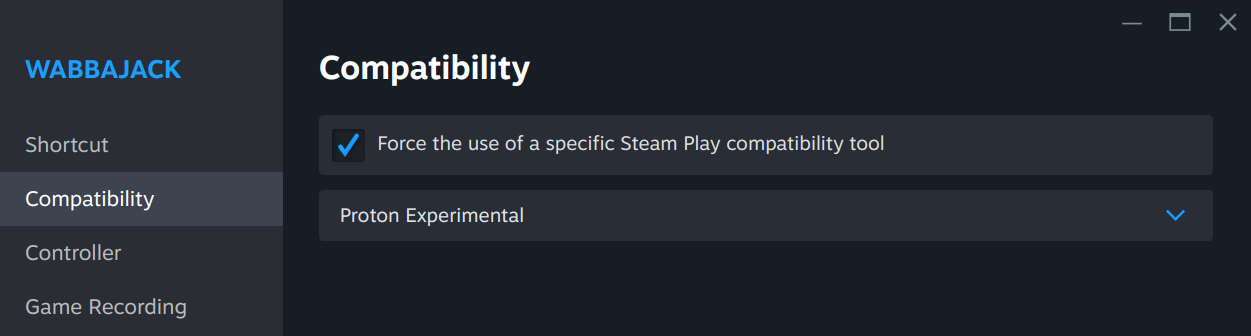 WABBAJACK
Shortcut
Compatibility
Controller
Game Recording
Compatibility
Force the use of a specific Steam Play compatibility tool
Proton Experimental